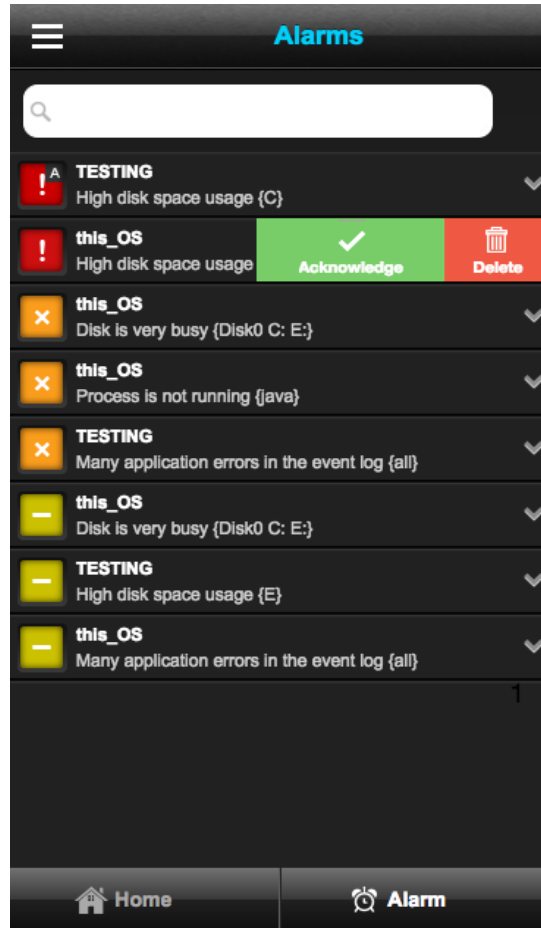 Alarms
! A
TESTING
High disk space usage {C}
!
this_OS
High disk space usage
Acknowledge
Delete
this_OS
Disk is very busy {Disk0 C: E:}
this_OS
Process is not running {java}
TESTING
Many application errors in the event log {all}
this_OS
Disk is very busy {Disk0 C: E:}
TESTING
High disk space usage {E}
this_OS
Many application errors in the event log {all}
1
Home
Alarm